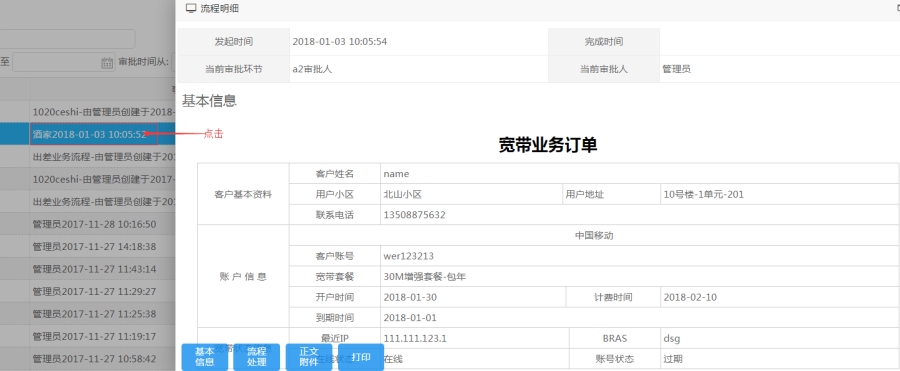 流程明细
发起时间 2018-01-03 10:05:54 完成时间
当前审批环节 a2审批人 当前审批人 管理员
基本信息
至 审批时间从:
1020ceshi-由管理员创建于2018-
酒家2018-01-03 10:05:52
点击
出差业务流程-由管理员创建于201
1020ceshi-由管理员创建于2017-
出差业务流程-由管理员创建于201
管理员2017-11-28 10:16:50
管理员2017-11-27 14:18:38
管理员2017-11-27 11:43:14
管理员2017-11-27 11:29:27
管理员2017-11-27 11:25:38
管理员2017-11-27 11:19:17
管理员2017-11-27 10:58:42
宽带业务订单
客户基本资料
客户姓名 name
用户小区 北山小区 用户地址 10号楼-1单元-201
联系电话 13508875632
账 户 信 息
中国移动
客户账号 wer123213
宽带套餐 30M增强套餐-包年
开户时间 2018-01-30 计费时间 2018-02-10
到期时间 2018-01-01
最近IP 111.111.123.1 BRAS dsg
在线 账号状态 过期
基本信息
流程处理
正文附件
打印